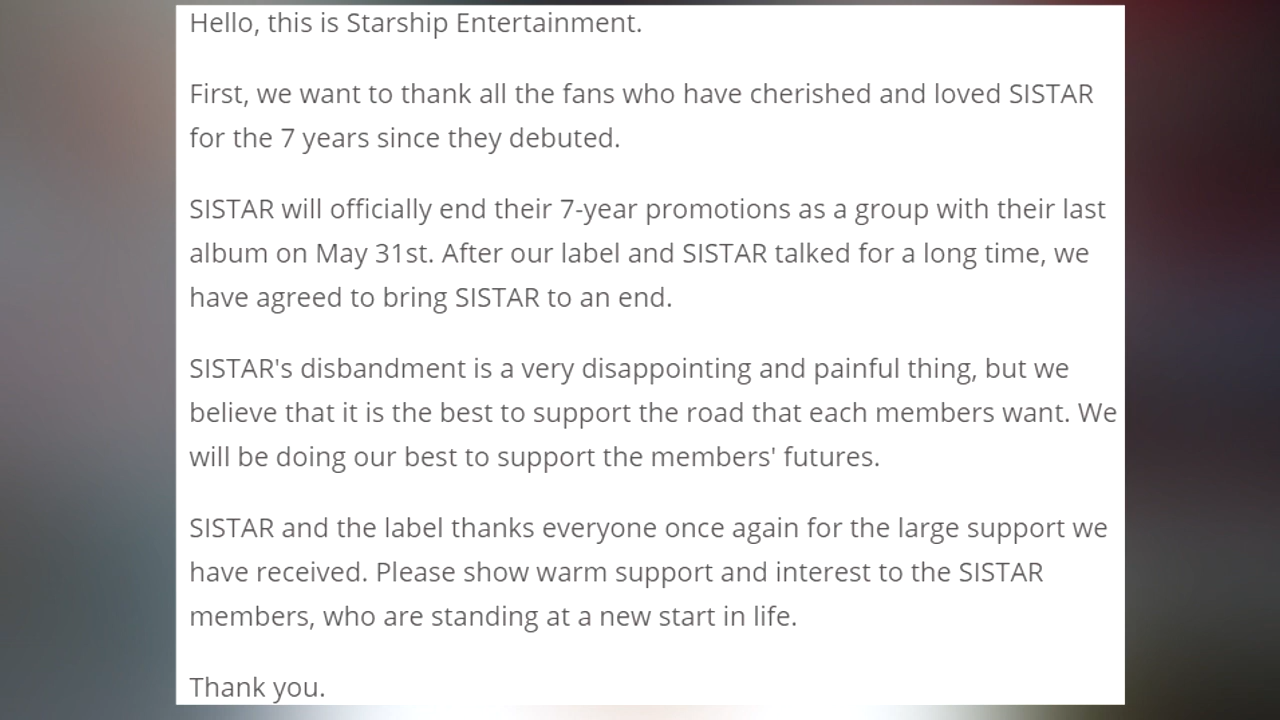 Hello, this is Starship Entertainment.
First, we want to thank all the fans who have cherished and loved SISTAR
for the 7 years since they debuted.
SISTAR will officially end their 7-year promotions as a group with their last
album on May 31st. After our label and SISTAR talked for a long time, we
have agreed to bring SISTAR to an end.
SISTAR's disbandment is a very disappointing and painful thing, but we
believe that it is the best to support the road that each members want. We
will be doing our best to support the members' futures.
SISTAR and the label thanks everyone once again for the large support we
have received. Please show warm support and interest to the SISTAR
members, who are standing at a new start in life.
Thank you.